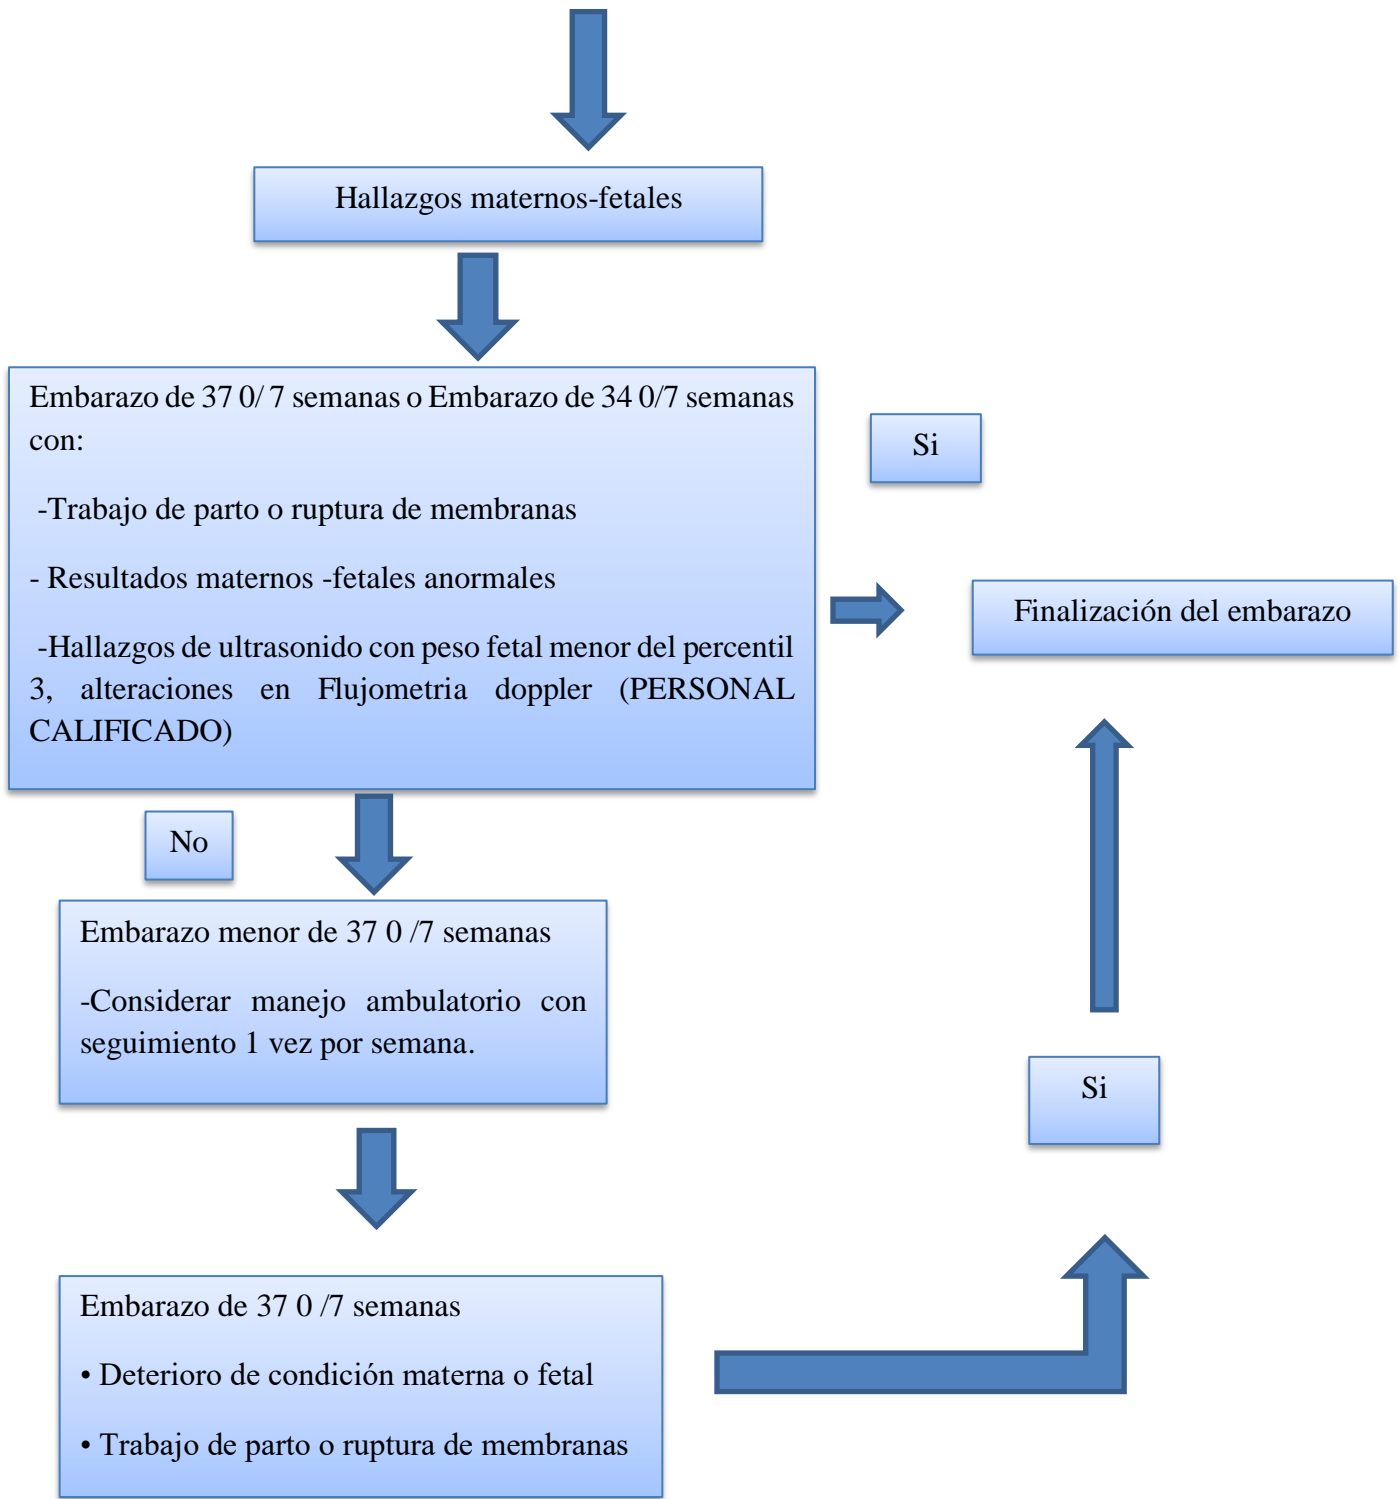 Hallazgos maternos-fetales
Embarazo de 37 0/ 7 semanas o Embarazo de 34 0/7 semanas
con:
-Trabajo de parto o ruptura de membranas
- Resultados maternos -fetales anormales
-Hallazgos de ultrasonido con peso fetal menor del percentil
3, alteraciones en Flujometria doppler (PERSONAL
CALIFICADO)
Si
Finalización del embarazo
No
Embarazo menor de 37 0 /7 semanas
-Considerar manejo ambulatorio con
seguimiento 1 vez por semana.
Si
Embarazo de 37 0 /7 semanas
• Deterioro de condición materna o fetal
• Trabajo de parto o ruptura de membranas